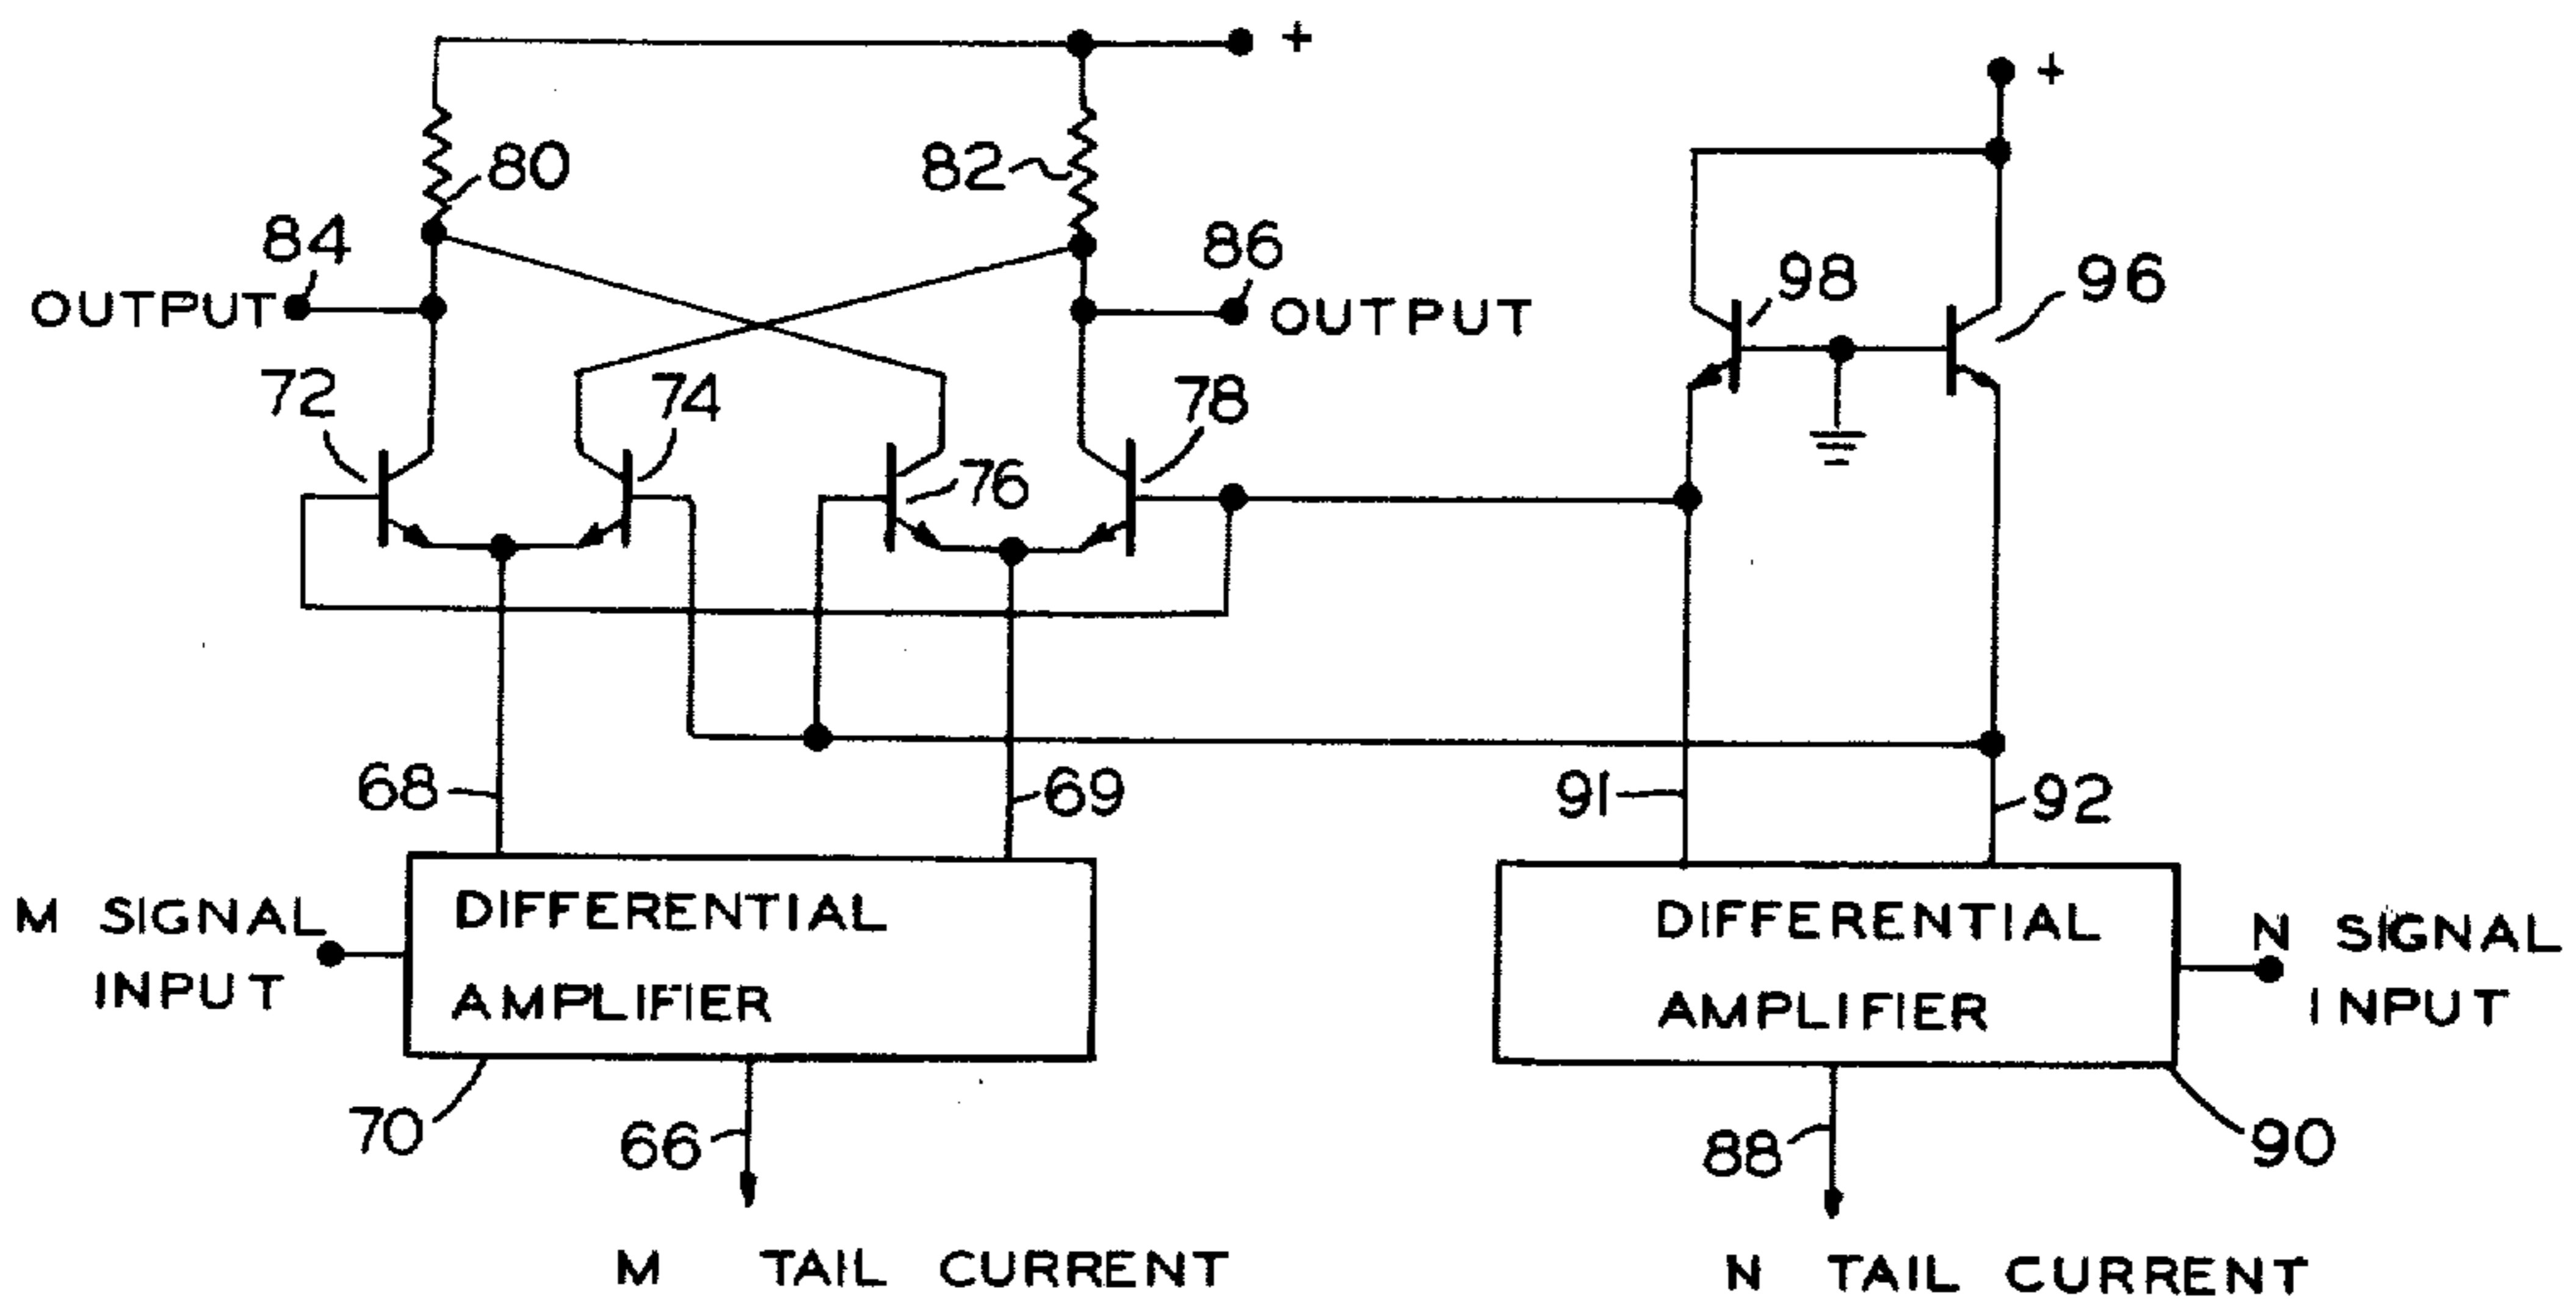 +
+
80
82
84
86
98
96
OUTPUT
OUTPUT
72
74
76
78
68
69
91
92
M SIGNAL
INPUT
DIFFERENTIAL
AMPLIFIER
DIFFERENTIAL
AMPLIFIER
N SIGNAL
INPUT
70
66
88
90
M TAIL CURRENT
N TAIL CURRENT